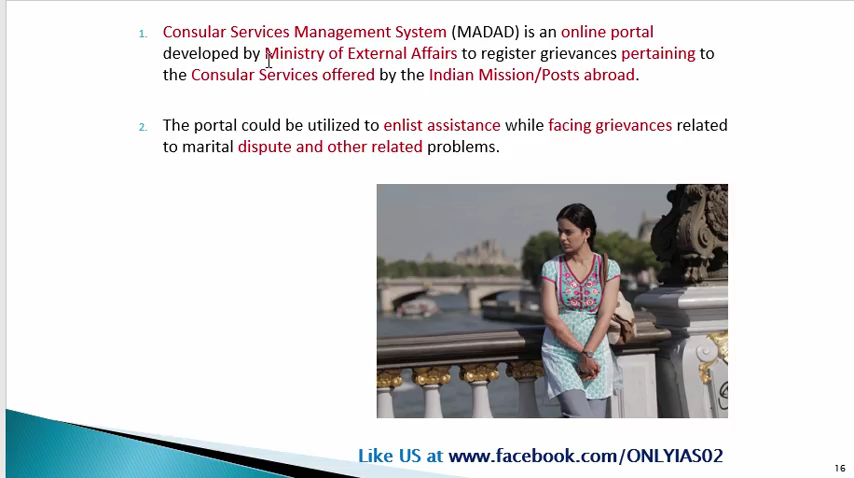 1. Consular Services Management System (MADAD) is an online portal
developed by Ministry of External Affairs to register grievances pertaining to
the Consular Services offered by the Indian Mission/Posts abroad.
2. The portal could be utilized to enlist assistance while facing grievances related
to marital dispute and other related problems.
Like US at www.facebook.com/ONLYIAS02
16